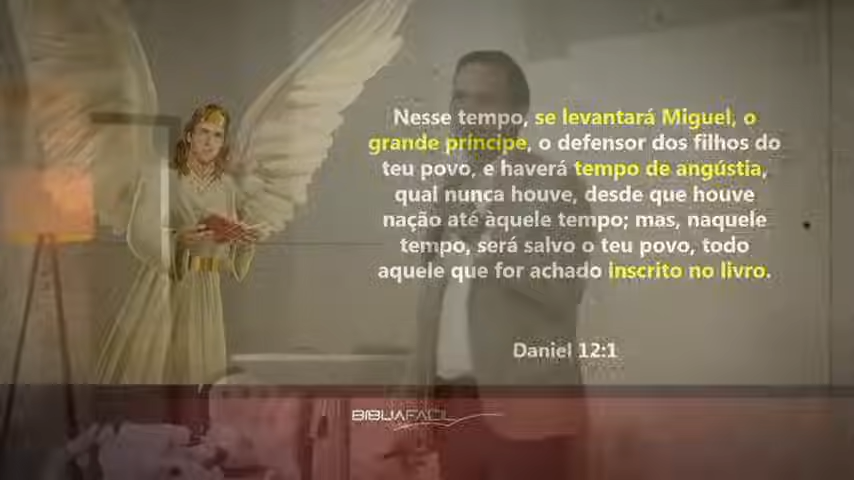 Nesse tempo, se levantará Miguel, o
grande príncipe, o defensor dos filhos do
teu povo, e haverá tempo de angústia,
qual nunca houve, desde que houve
nação até àquele tempo; mas, naquele
tempo, será salvo o teu povo, todo
aquele que for achado inscrito no livro.
Daniel 12:1
BIBLIAFACIL